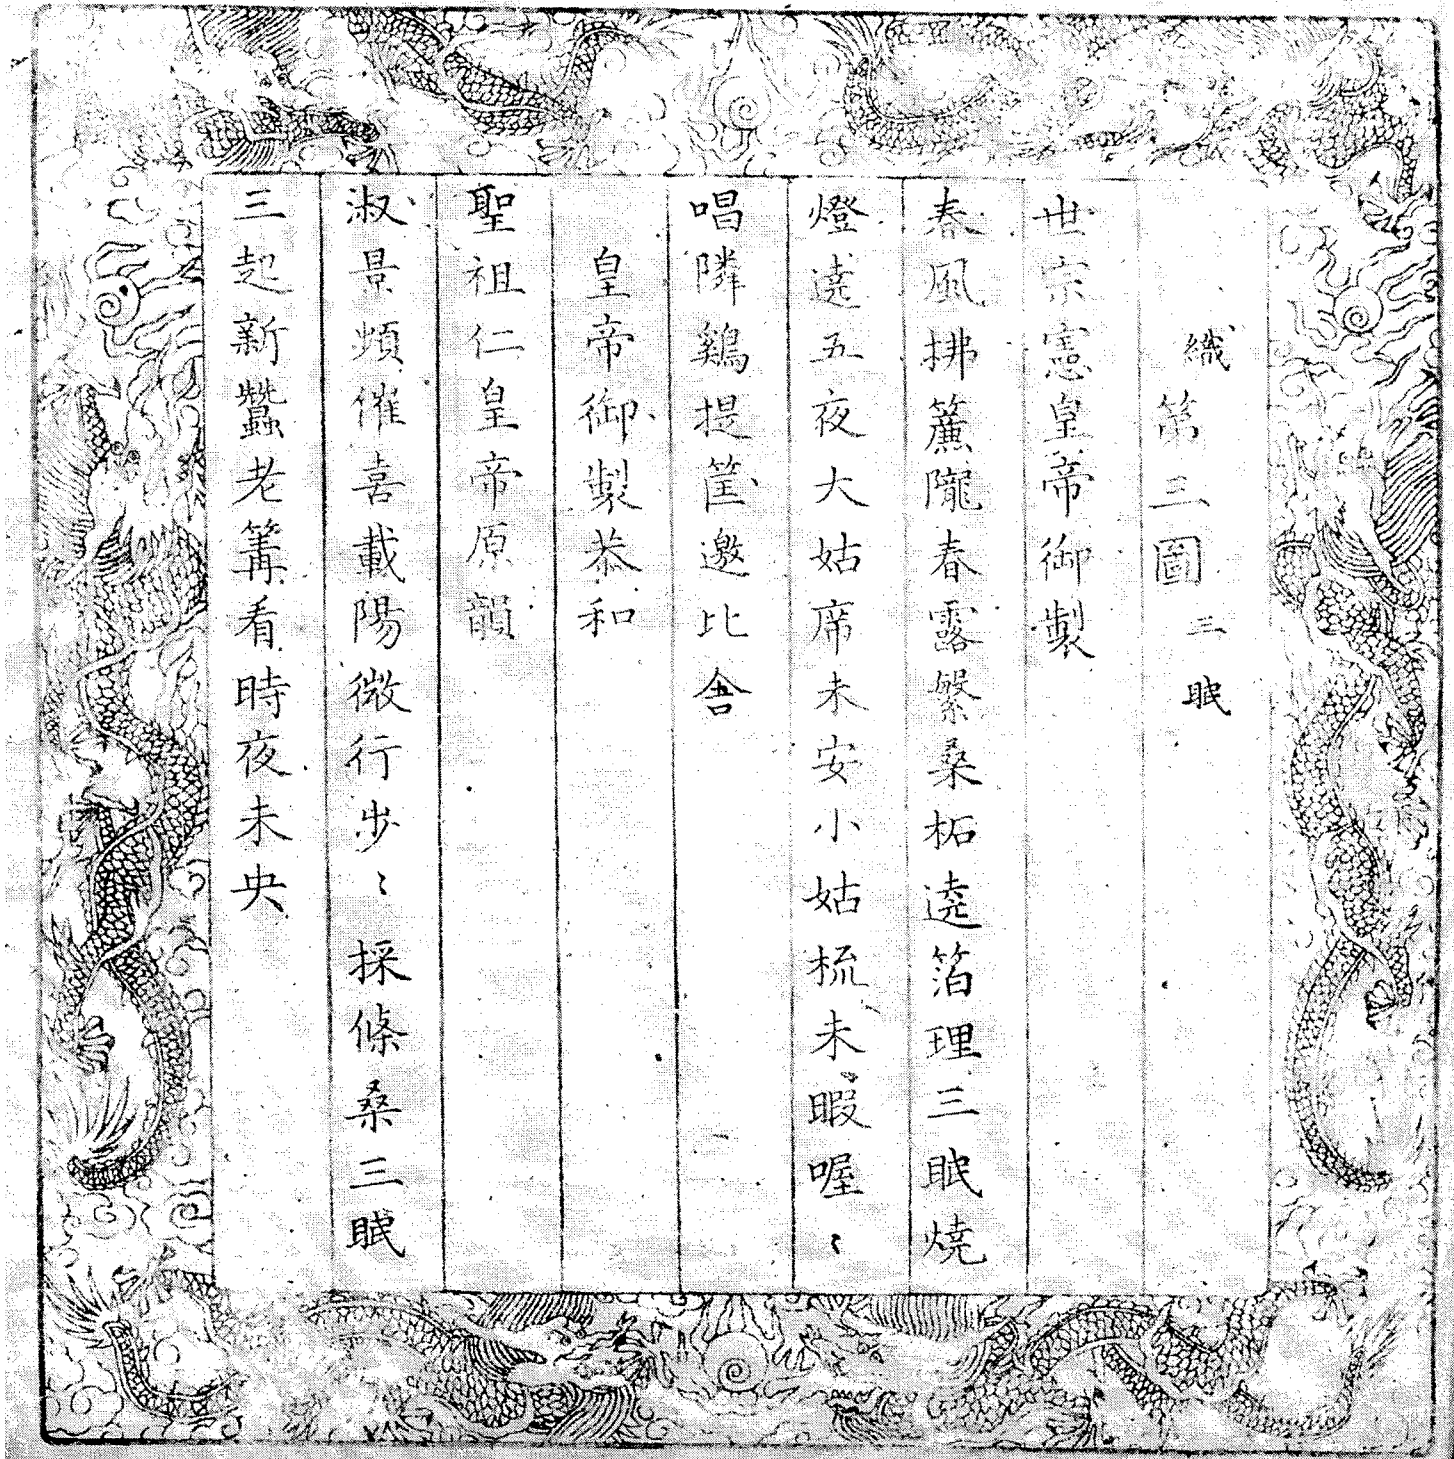 織第三圖 三眠
世宗憲皇帝御製
春風拂簾隴春露繁桑柘遶箔理三眠燒
燈遶五夜大姑席未安小姑梳未暇喔〻
唱隣鷄提筐邀比舍
皇帝御製恭和
聖祖仁皇帝原韻
淑景頻催喜載陽微行步〻採條桑三眠
三起新蠶老篝看時夜未央